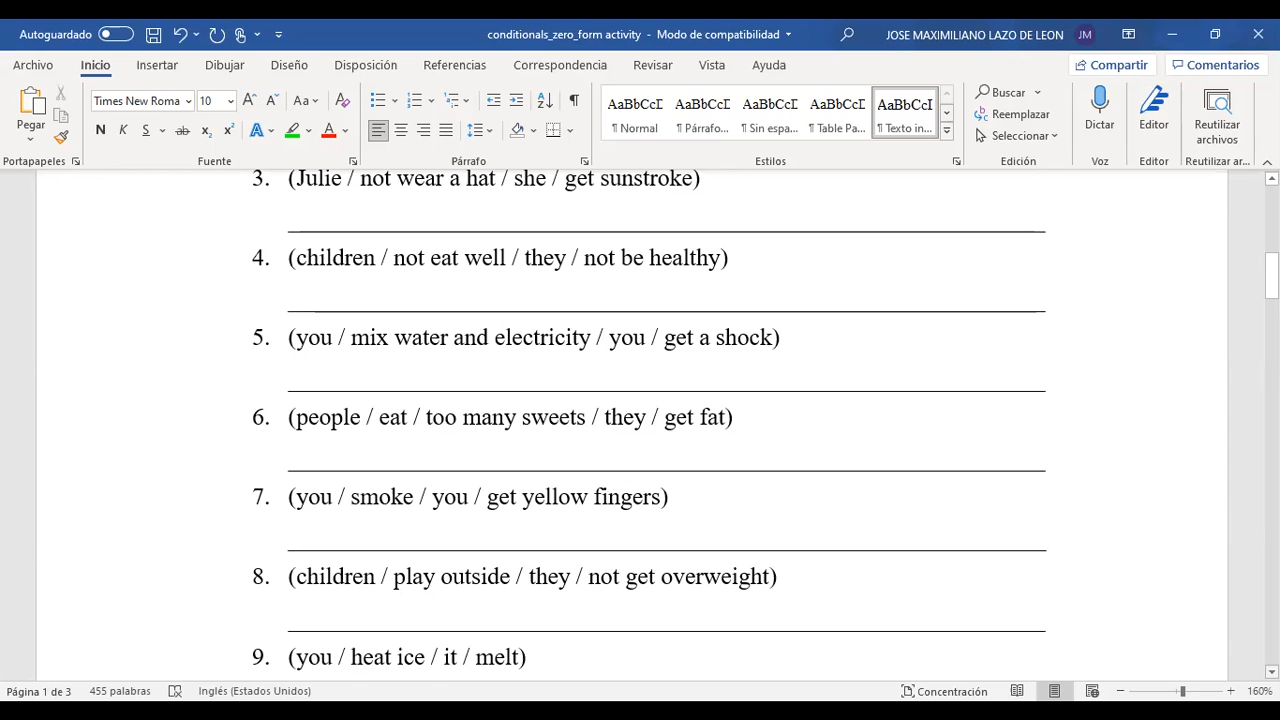 Autoguardado
conditionals_zero_form activity - Modo de compatibilidad
JOSE MAXIMILIANO LAZO DE LEON JM
Archivo Inicio Insertar Dibujar Diseño Disposición Referencias Correspondencia Revisar Vista Ayuda Compartir Comentarios
Pegar
Times New Roma 10 A A Aa A
N K S ab x₂ x² A A
AaBbCcI AaBbCcI AaBbCcI AaBbCcI AaBbCcI
¶ Normal ¶ Párrafo... ¶ Sin espa... ¶ Table Pa... ¶ Texto in...
Buscar
Reemplazar
Seleccionar
Dictar
Editor
Reutilizar
archivos
Portapapeles Fuente Párrafo Estilos Edición Voz Editor Reutilizar ar...
3. (Julie / not wear a hat / she / get sunstroke)
4. (children / not eat well / they / not be healthy)
5. (you / mix water and electricity / you / get a shock)
6. (people / eat / too many sweets / they / get fat)
7. (you / smoke / you / get yellow fingers)
8. (children / play outside / they / not get overweight)
9. (you / heat ice / it / melt)
Página 1 de 3 455 palabras Inglés (Estados Unidos) Concentración 160%